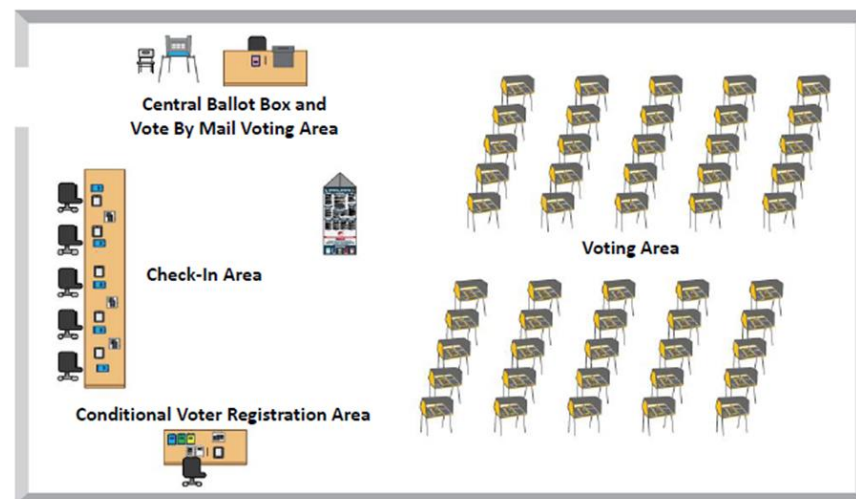 Central Ballot Box and
Vote By Mail Voting Area
Voting Area
Check-In Area
Conditional Voter Registration Area